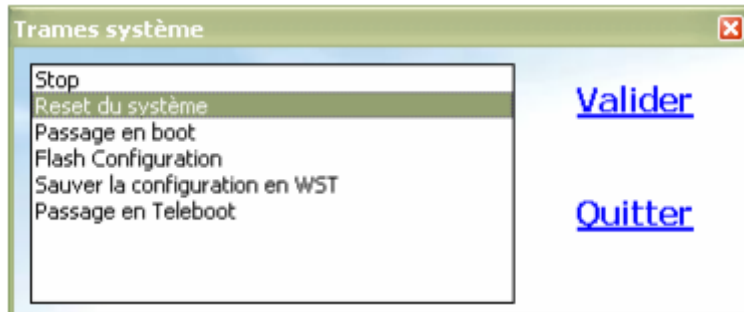 Trames système
Stop
Reset du système
Passage en boot
Flash Configuration
Sauver la configuration en WST
Passage en Teleboot
Valider
Quitter